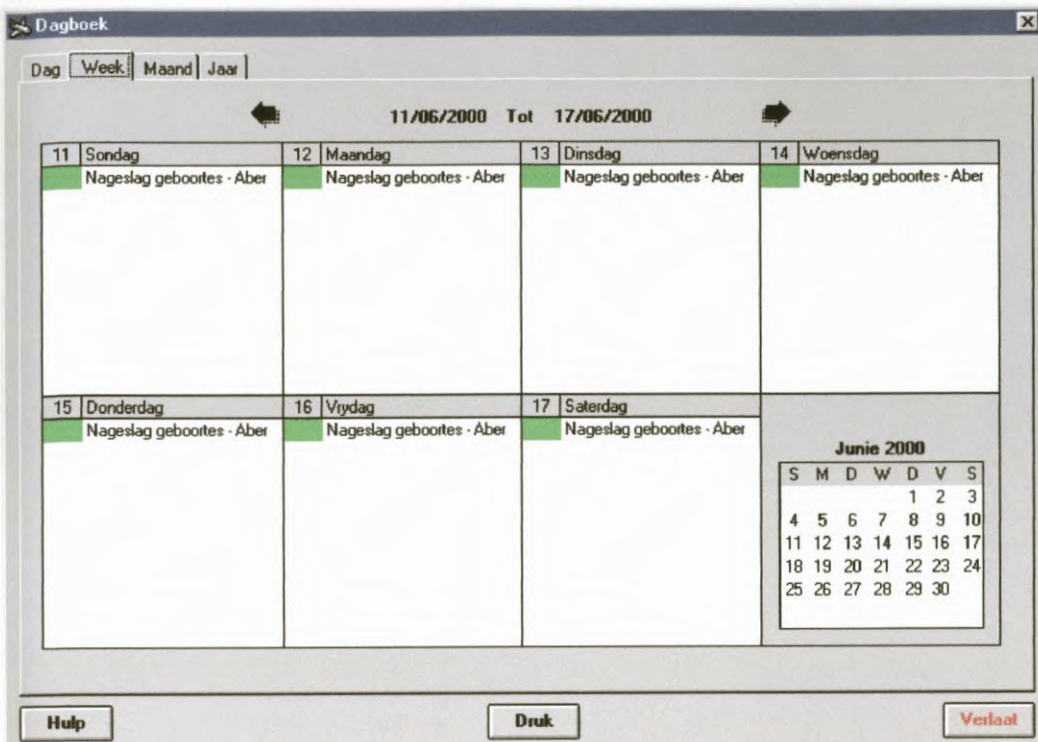 Dagboek
Dag Week Maand Jaar
11/06/2000 Tot 17/06/2000
11 Sondag 12 Maandag 13 Dinsdag 14 Woensdag
Nageslag geboortes - Aber Nageslag geboortes - Aber Nageslag geboortes - Aber Nageslag geboortes - Aber
15 Donderdag 16 Vrydag 17 Saterdag
Nageslag geboortes - Aber Nageslag geboortes - Aber Nageslag geboortes - Aber
Junie 2000
S M D W D V S
1 2 3
4 5 6 7 8 9 10
11 12 13 14 15 16 17
18 19 20 21 22 23 24
25 26 27 28 29 30
Hulp Druk Verlaat